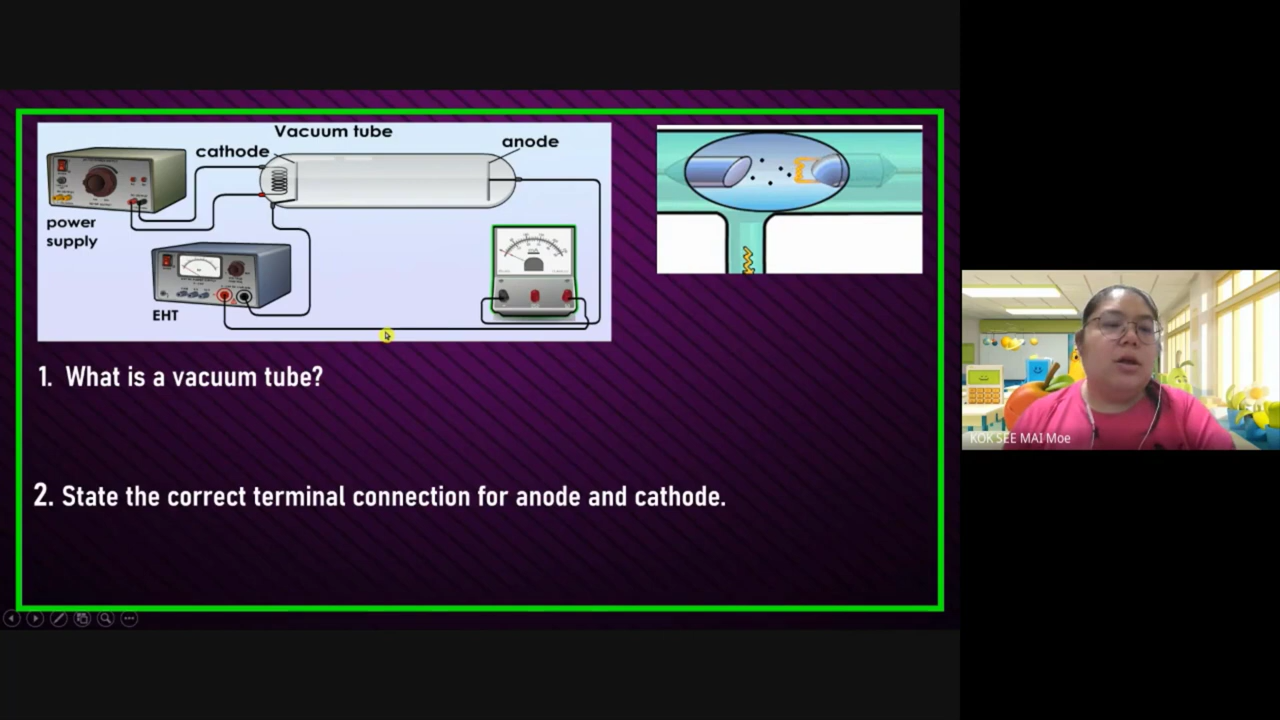 Vacuum tube
cathode
anode
power
supply
EHT
1. What is a vacuum tube?
2. State the correct terminal connection for anode and cathode.
KOK SEE MAI Moe